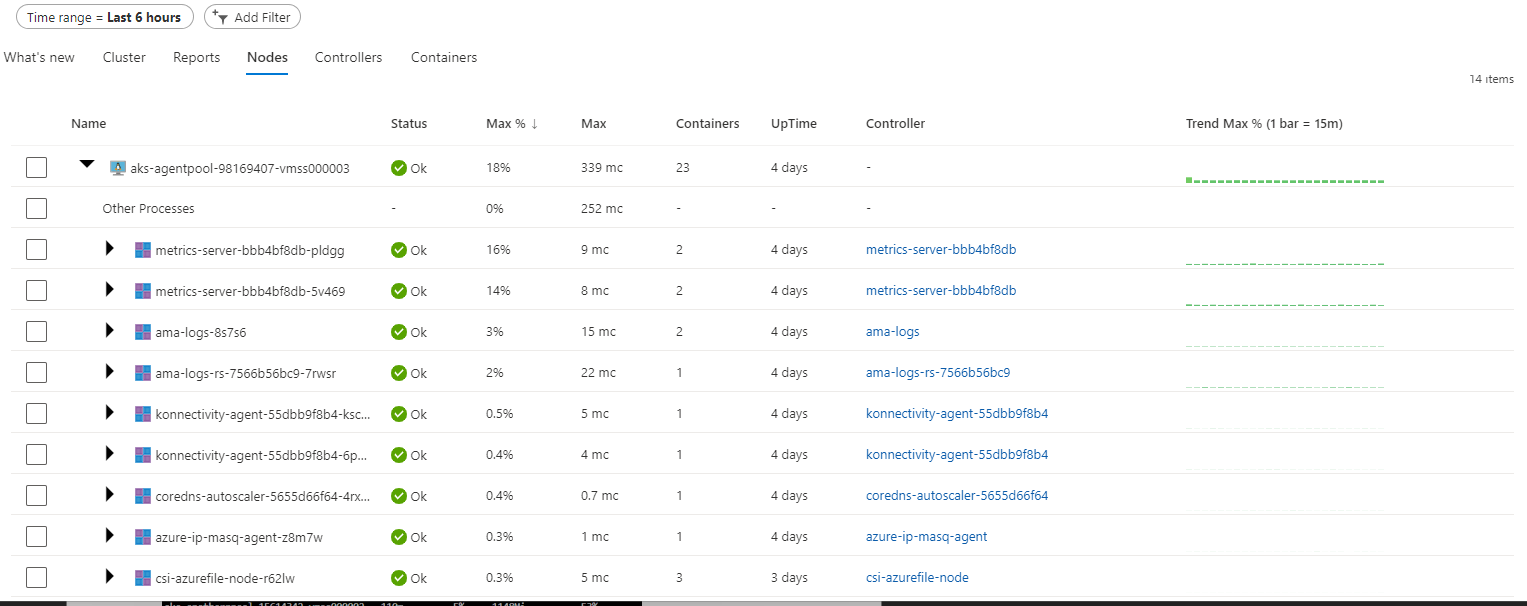 Time range = Last 6 hours Add Filter
What's new Cluster Reports Nodes Controllers Containers
14 items
Name Status Max % ↓ Max Containers UpTime Controller Trend Max % (1 bar = 15m)
aks-agentpool-98169407-vmss000003 Ok 18% 339 mc 23 4 days -
Other Processes - 0% 252 mc - - -
metrics-server-bbb4bf8db-pldgg Ok 16% 9 mc 2 4 days metrics-server-bbb4bf8db
metrics-server-bbb4bf8db-5v469 Ok 14% 8 mc 2 4 days metrics-server-bbb4bf8db
ama-logs-8s7s6 Ok 3% 15 mc 2 4 days ama-logs
ama-logs-rs-7566b56bc9-7rwsr Ok 2% 22 mc 1 4 days ama-logs-rs-7566b56bc9
konnectivity-agent-55dbb9f8b4-ksc... Ok 0.5% 5 mc 1 4 days konnectivity-agent-55dbb9f8b4
konnectivity-agent-55dbb9f8b4-6p... Ok 0.4% 4 mc 1 4 days konnectivity-agent-55dbb9f8b4
coredns-autoscaler-5655d66f64-4rx... Ok 0.4% 0.7 mc 1 4 days coredns-autoscaler-5655d66f64
azure-ip-masq-agent-z8m7w Ok 0.3% 1 mc 1 4 days azure-ip-masq-agent
csi-azurefile-node-r62lw Ok 0.3% 5 mc 3 3 days csi-azurefile-node